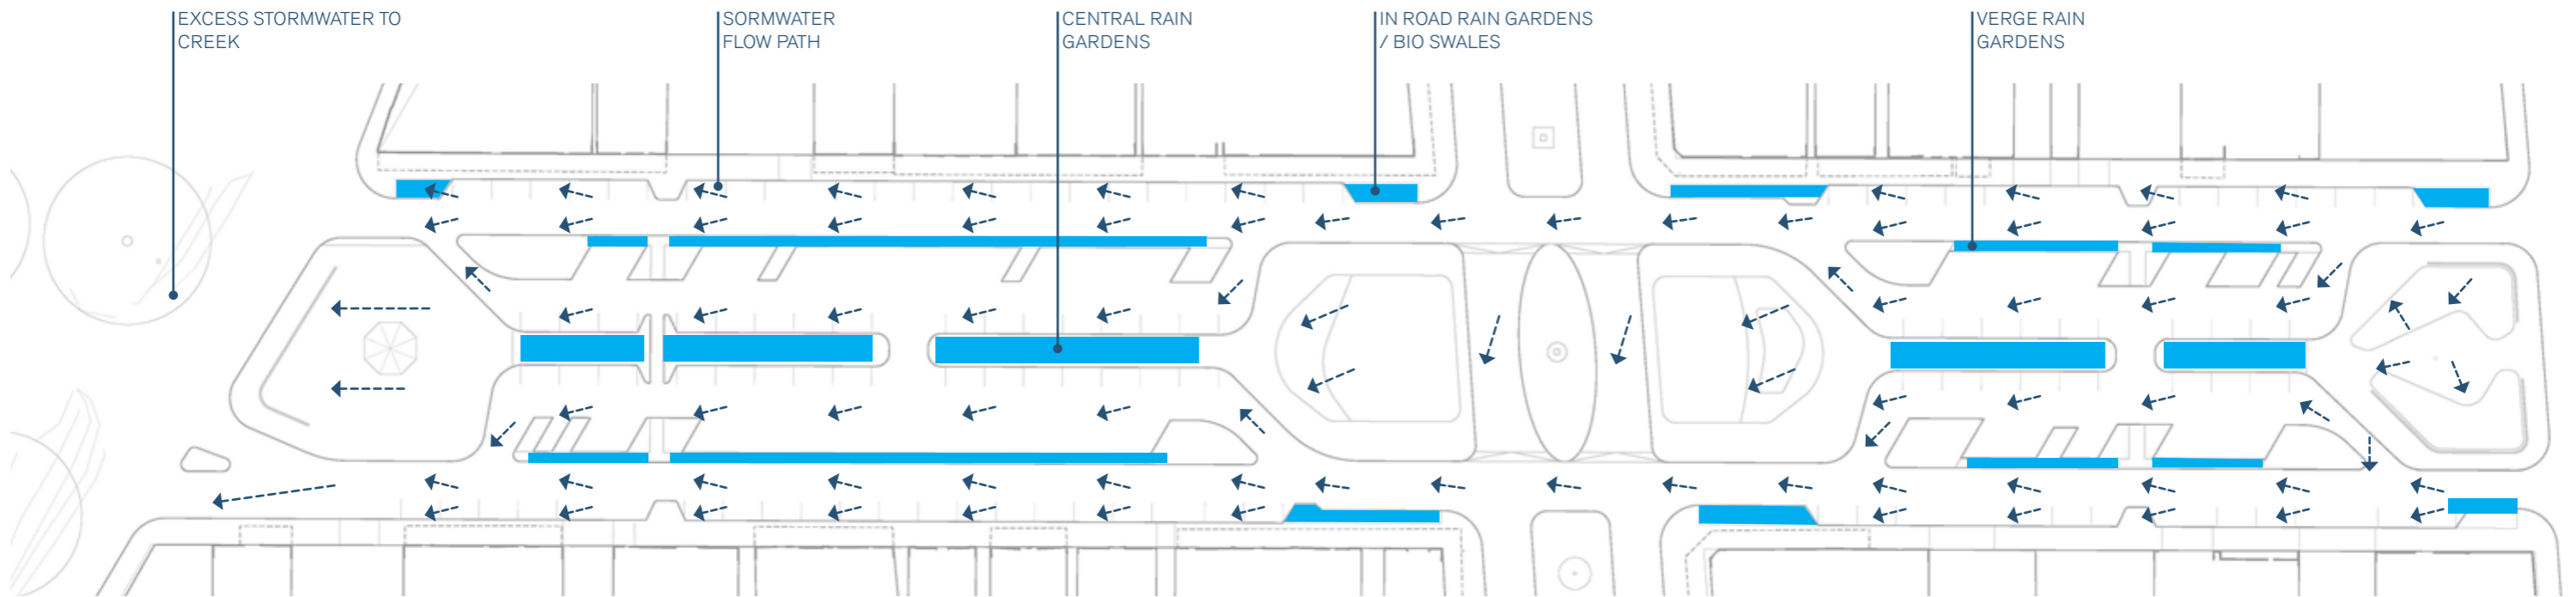 EXCESS STORMWATER TO
CREEK
SORMWATER
FLOW PATH
CENTRAL RAIN
GARDENS
IN ROAD RAIN GARDENS
/ BIO SWALES
VERGE RAIN
GARDENS